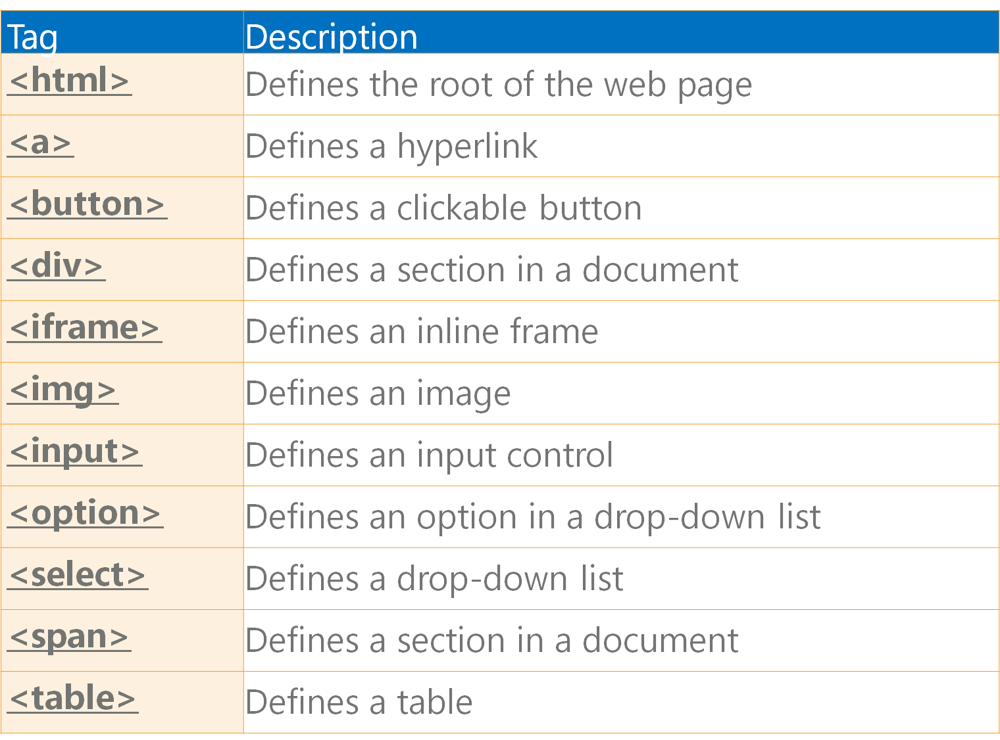 Tag Description
<html> Defines the root of the web page
<a> Defines a hyperlink
<button> Defines a clickable button
<div> Defines a section in a document
<iframe> Defines an inline frame
<img> Defines an image
<input> Defines an input control
<option> Defines an option in a drop-down list
<select> Defines a drop-down list
<span> Defines a section in a document
<table> Defines a table